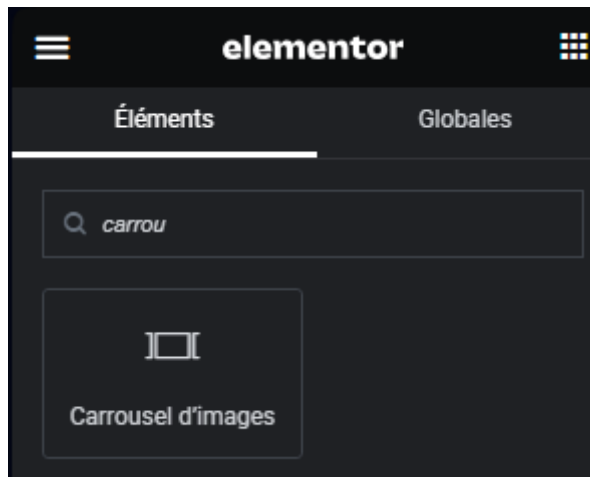 elementor
Éléments
Globales
carrou
Carrousel d'images